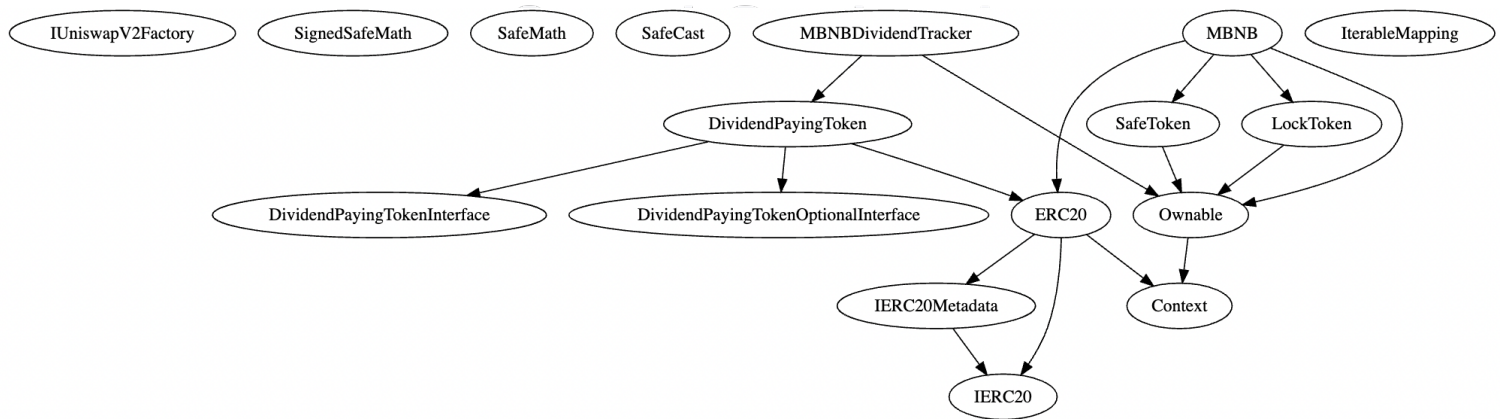 IUniswapV2Factory
SignedSafeMath
SafeMath
SafeCast
MBNBDividendTracker
MBNB
IterableMapping
DividendPayingToken
SafeToken
LockToken
DividendPayingTokenInterface
DividendPayingTokenOptionalInterface
ERC20
Ownable
IERC20Metadata
Context
IERC20